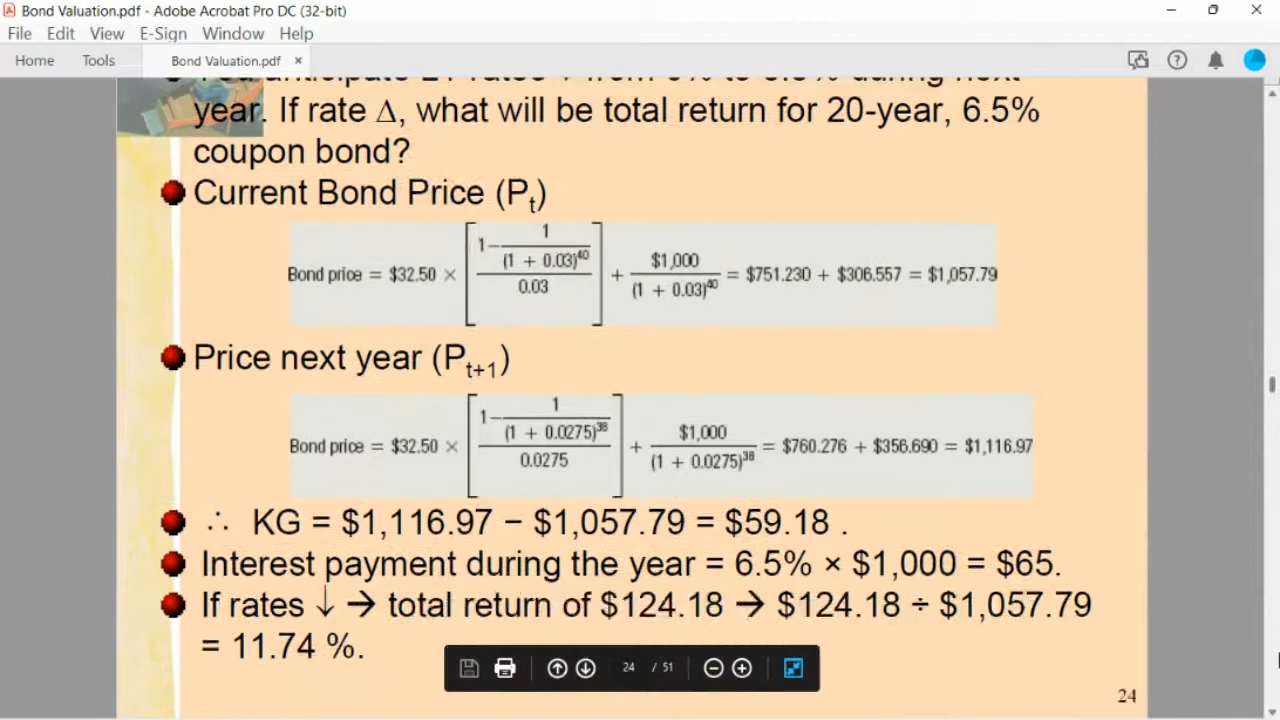 Bond Valuation.pdf - Adobe Acrobat Pro DC (32-bit)
File Edit View E-Sign Window Help
Home Tools Bond Valuation.pdf ×
year. If rate Δ, what will be total return for 20-year, 6.5%
coupon bond?
Current Bond Price (Pt)
Bond price = $32.50 × [ (1 − 1/(1 + 0.03)^40) / 0.03 ] + $1,000/(1 + 0.03)^40 = $751.230 + $306.557 = $1,057.79
Price next year (Pt+1)
Bond price = $32.50 × [ (1 − 1/(1 + 0.0275)^38) / 0.0275 ] + $1,000/(1 + 0.0275)^38 = $760.276 + $356.690 = $1,116.97
∴ KG = $1,116.97 − $1,057.79 = $59.18 .
Interest payment during the year = 6.5% × $1,000 = $65.
If rates ↓ → total return of $124.18 → $124.18 ÷ $1,057.79
= 11.74 %.
24 / 51
24